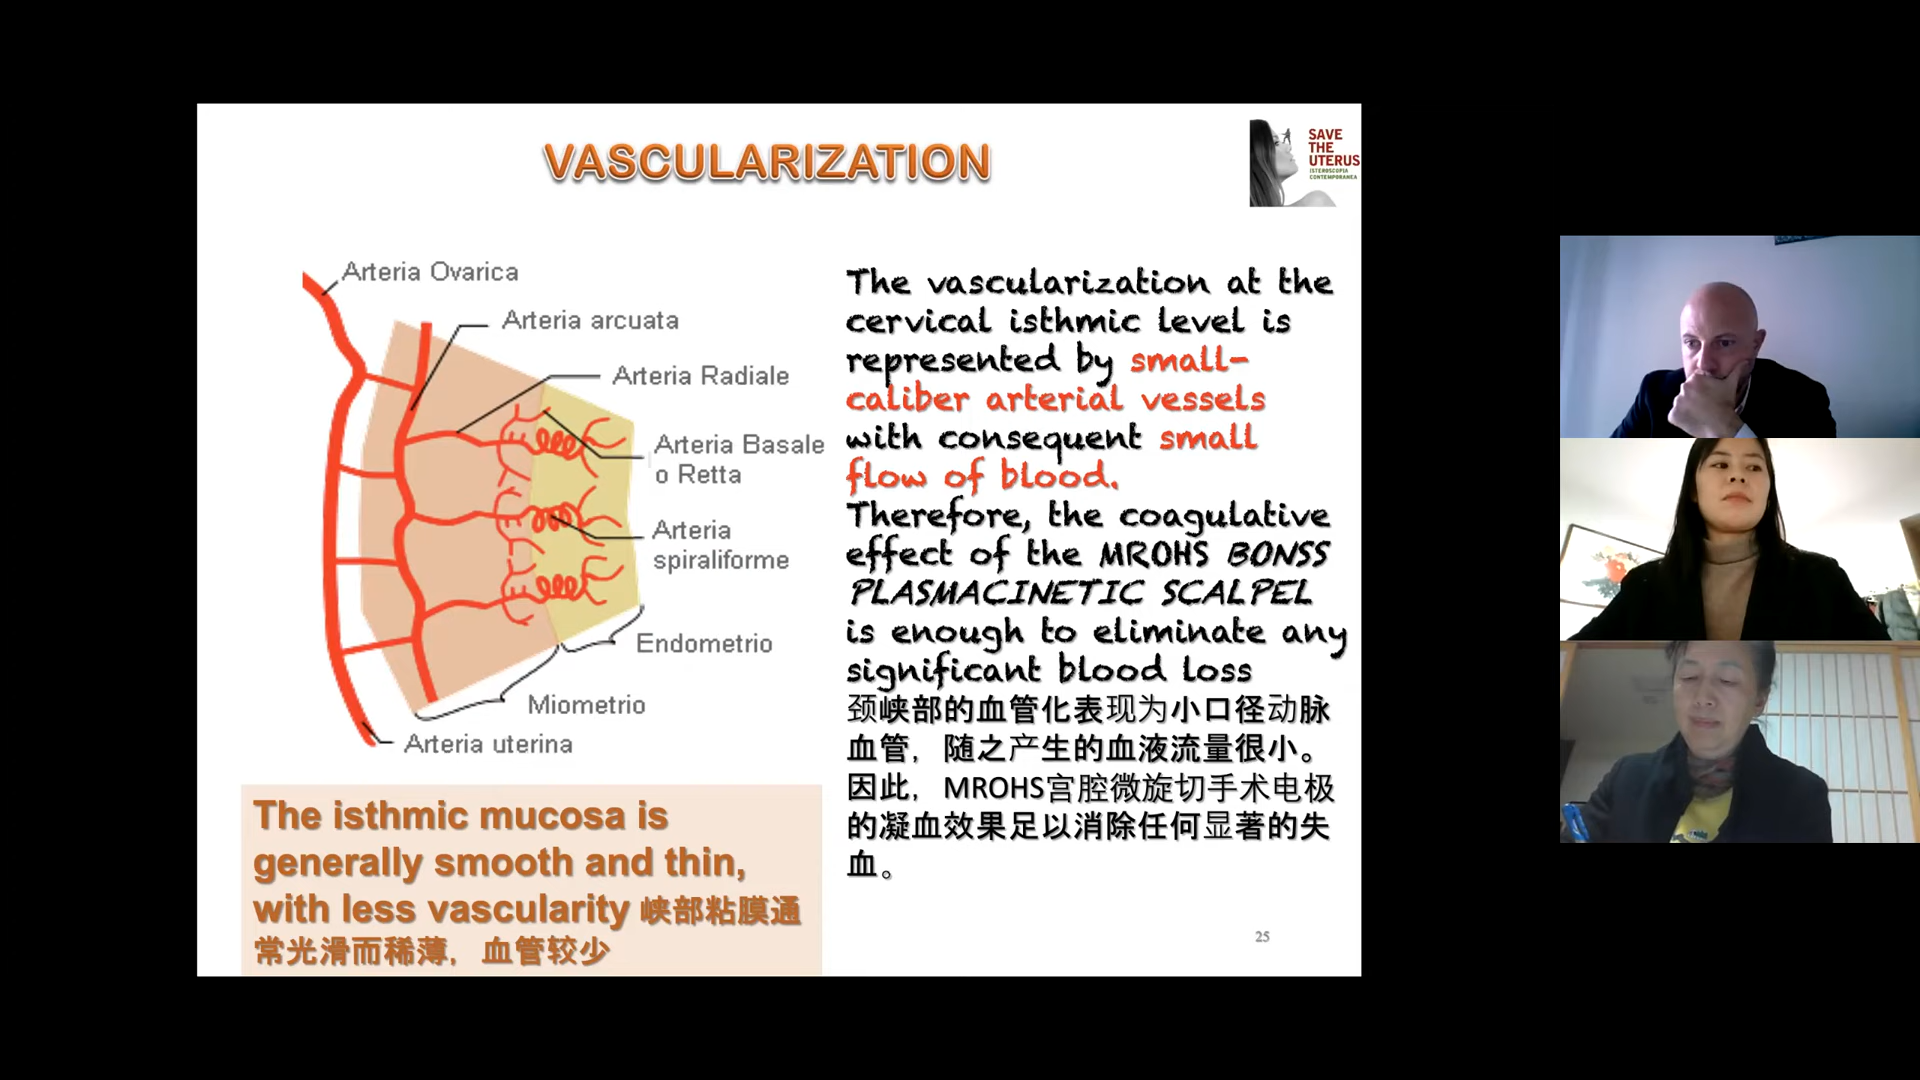 VASCULARIZATION
SAVE
THE
UTERUS
ISTEROSCOPIA
CONTEMPORANEA
Arteria Ovarica
Arteria arcuata
Arteria Radiale
Arteria Basale
o Retta
Arteria
spiraliforme
Endometrio
Miometrio
Arteria uterina
The isthmic mucosa is
generally smooth and thin,
with less vascularity 峡部粘膜通
常光滑而稀薄，血管较少
The vascularization at the
cervical isthmic level is
represented by small-
caliber arterial vessels
with consequent small
flow of blood.
Therefore, the coagulative
effect of the MROHS BONSS
PLASMACINETIC SCALPEL
is enough to eliminate any
significant blood loss
颈峡部的血管化表现为小口径动脉
血管，随之产生的血液流量很小。
因此，MROHS宫腔微旋切手术电极
的凝血效果足以消除任何显著的失
血。
25